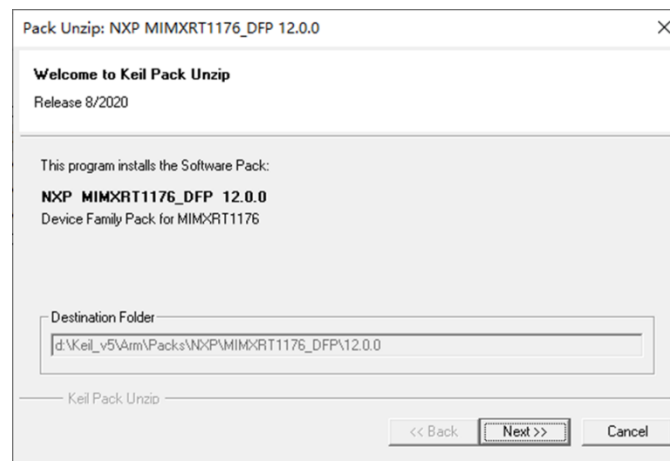 Pack Unzip: NXP MIMXRT1176_DFP 12.0.0
Welcome to Keil Pack Unzip
Release 8/2020
This program installs the Software Pack:
NXP MIMXRT1176_DFP 12.0.0
Device Family Pack for MIMXRT1176
Destination Folder
d:\Keil_v5\Arm\Packs\NXP\MIMXRT1176_DFP\12.0.0
Keil Pack Unzip
<< Back Next >> Cancel